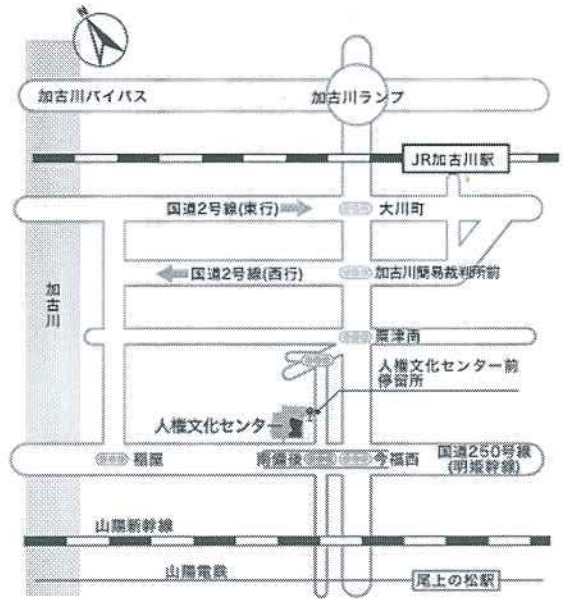 N
加古川バイパス
加古川ランプ
JR加古川駅
国道2号線(東行)
大川町
国道2号線(西行)
加古川簡易裁判所前
加古川
粟津南
人権文化センター前
停留所
人権文化センター
稲屋
南備後
今福西
国道250号線
(明姫幹線)
山陽新幹線
山陽電鉄
尾上の松駅